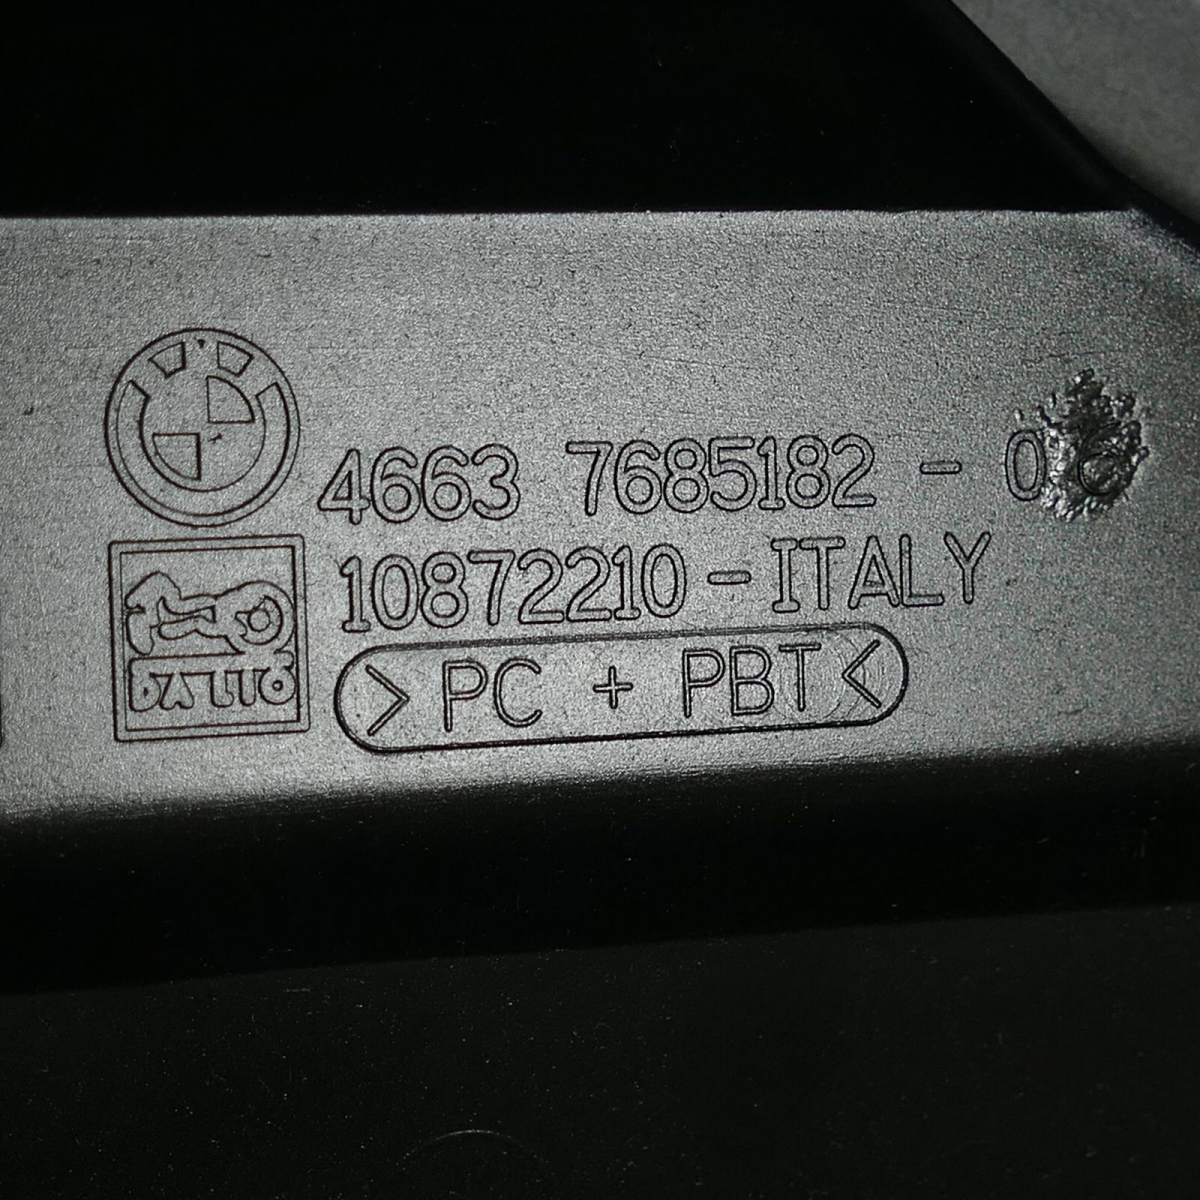 4663 7685182 - 0
10872210 - ITALY
>PC + PBT<